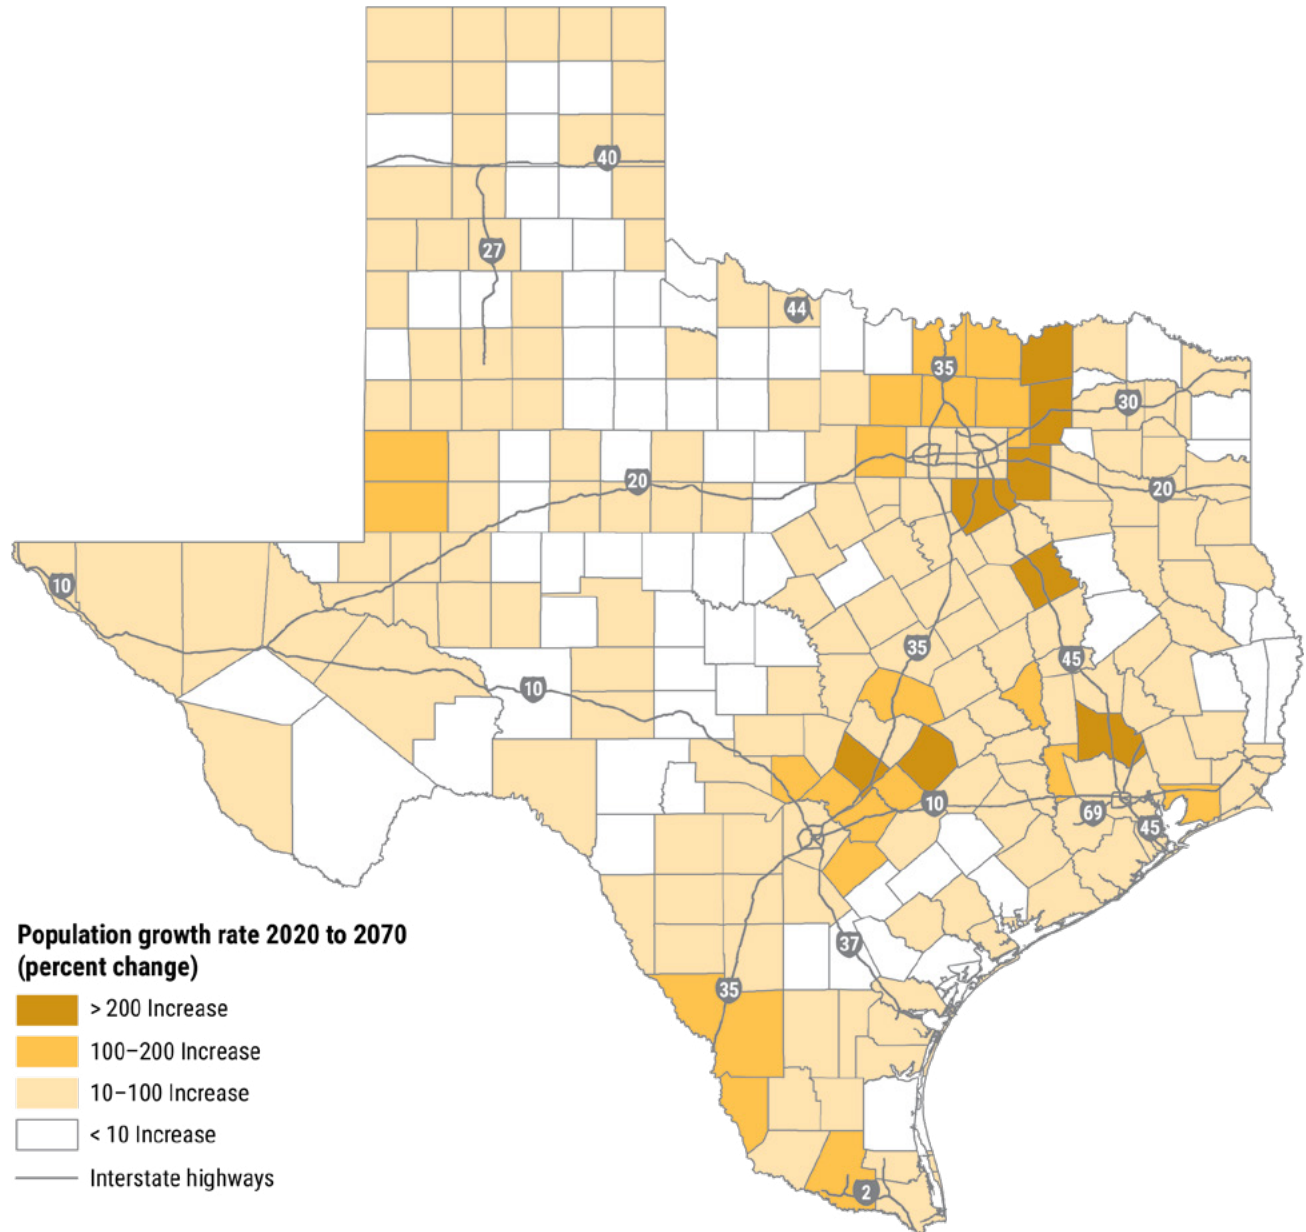 40
27
44
35
30
20
20
10
35
45
10
10
69
45
37
35
2
Population growth rate 2020 to 2070
(percent change)
> 200 Increase
100–200 Increase
10–100 Increase
< 10 Increase
Interstate highways